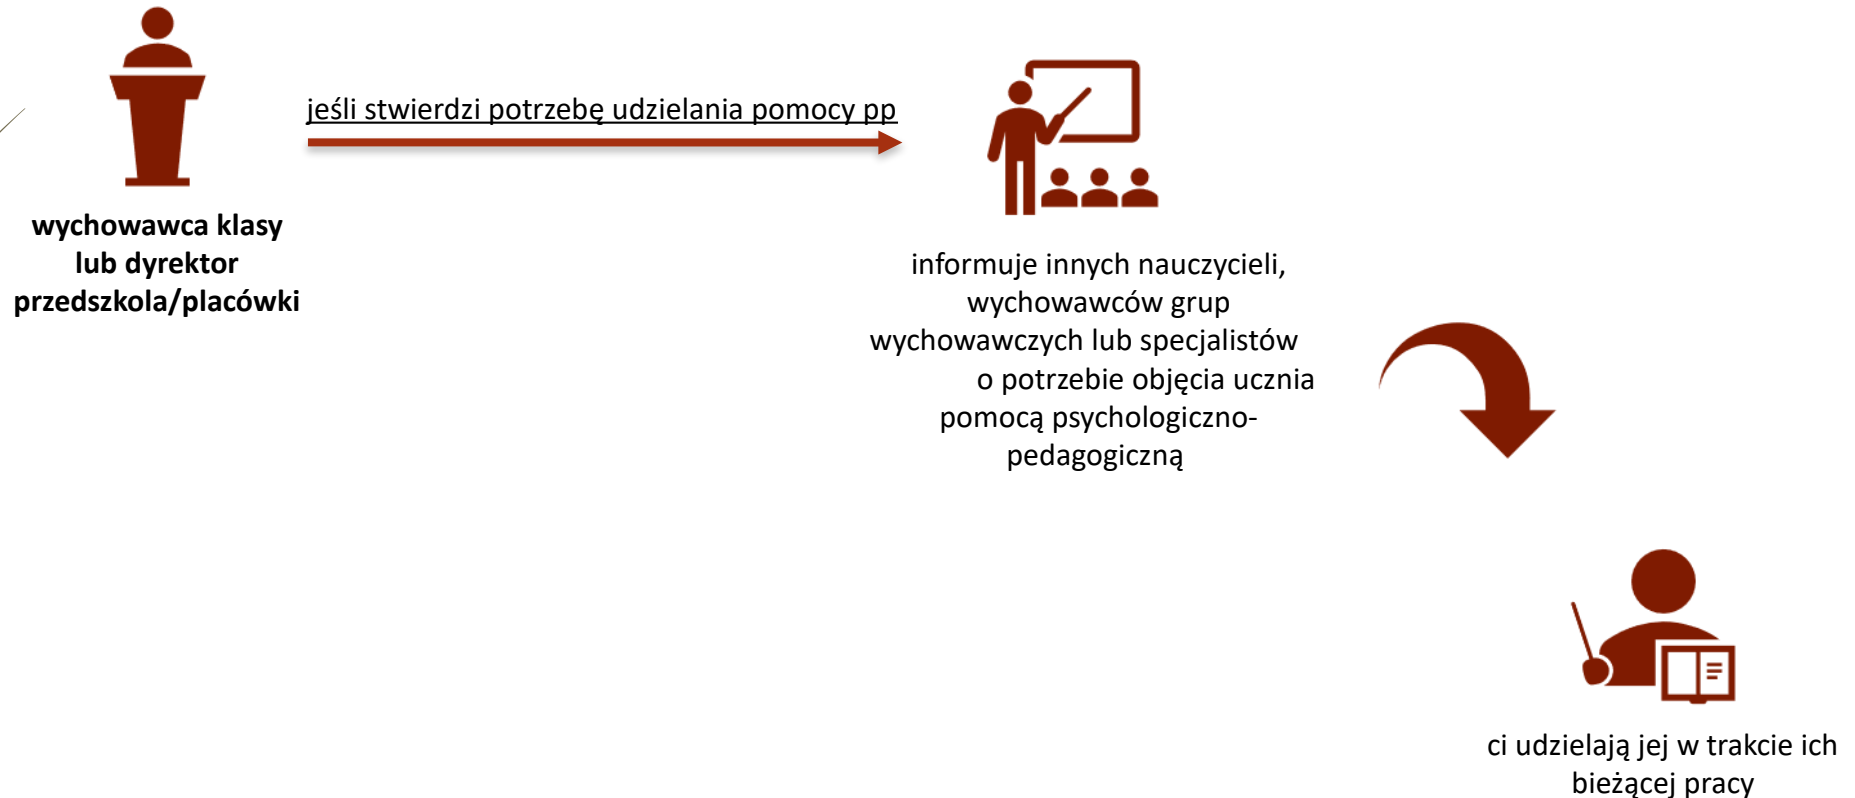 jeśli stwierdzi potrzebę udzielania pomocy pp
wychowawca klasy
lub dyrektor
przedszkola/placówki
informuje innych nauczycieli,
wychowawców grup
wychowawczych lub specjalistów
o potrzebie objęcia ucznia
pomocą psychologiczno-
pedagogiczną
ci udzielają jej w trakcie ich
bieżącej pracy